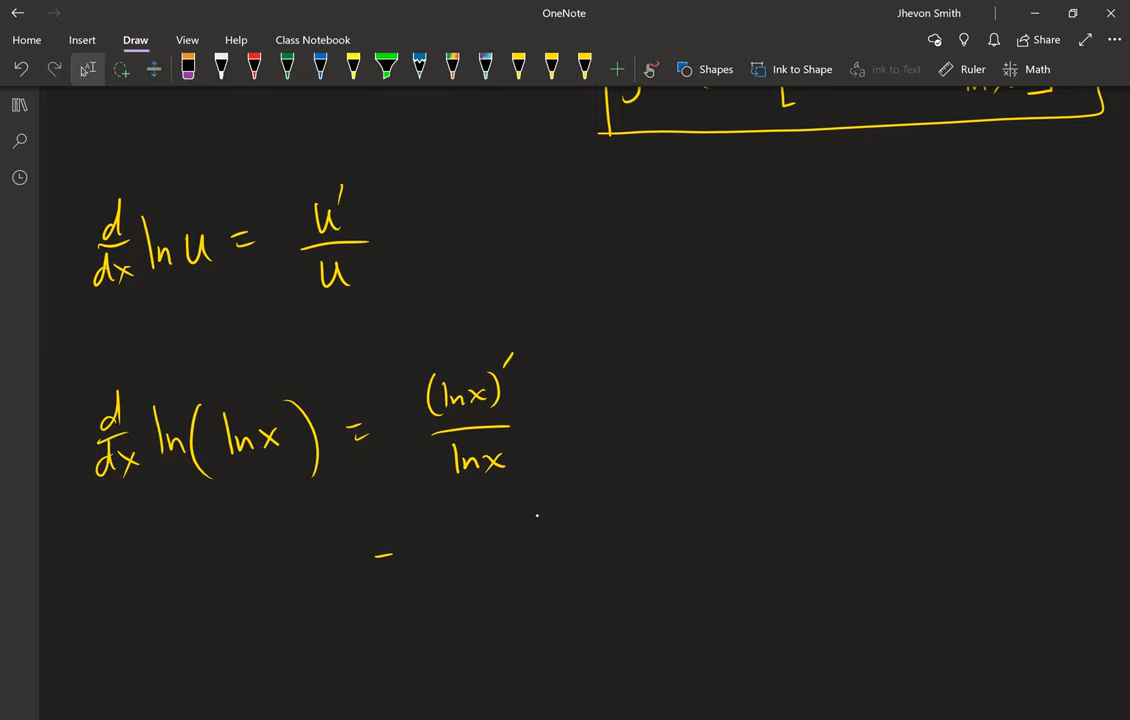 OneNote
Jhevon Smith
Home Insert Draw View Help Class Notebook
Share
Shapes Ink to Shape Ink to Text Ruler Math
d/dx ln u = u'/u
d/dx ln(ln x) = (ln x)'/ln x
–